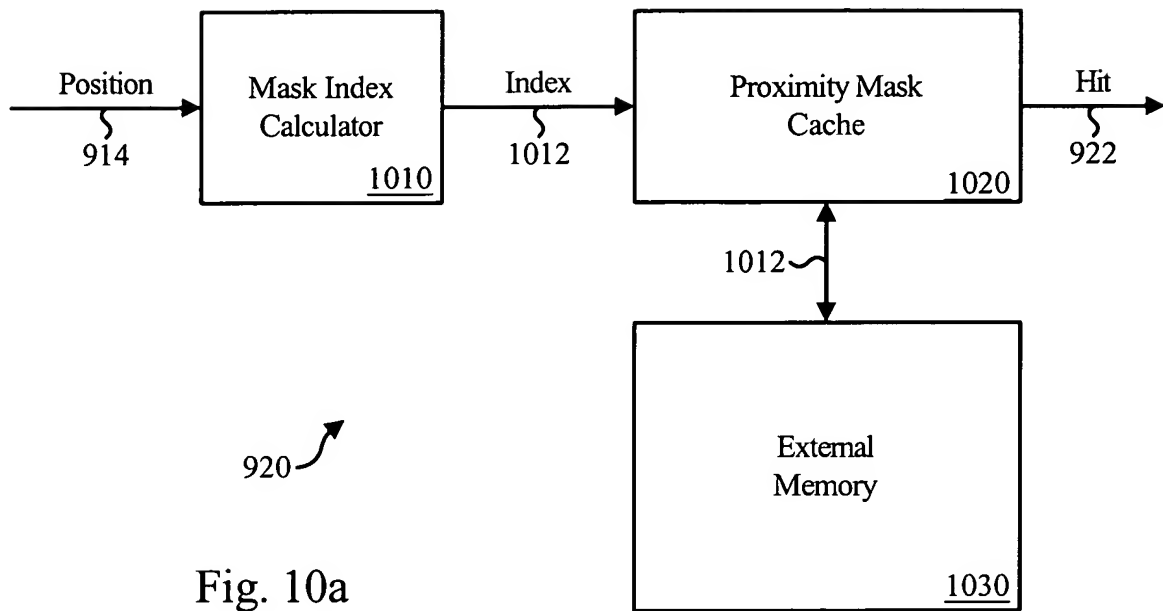 Position
914
Mask Index
Calculator
1010
Index
1012
Proximity Mask
Cache
1020
Hit
922
1012
External
Memory
1030
920
Fig. 10a